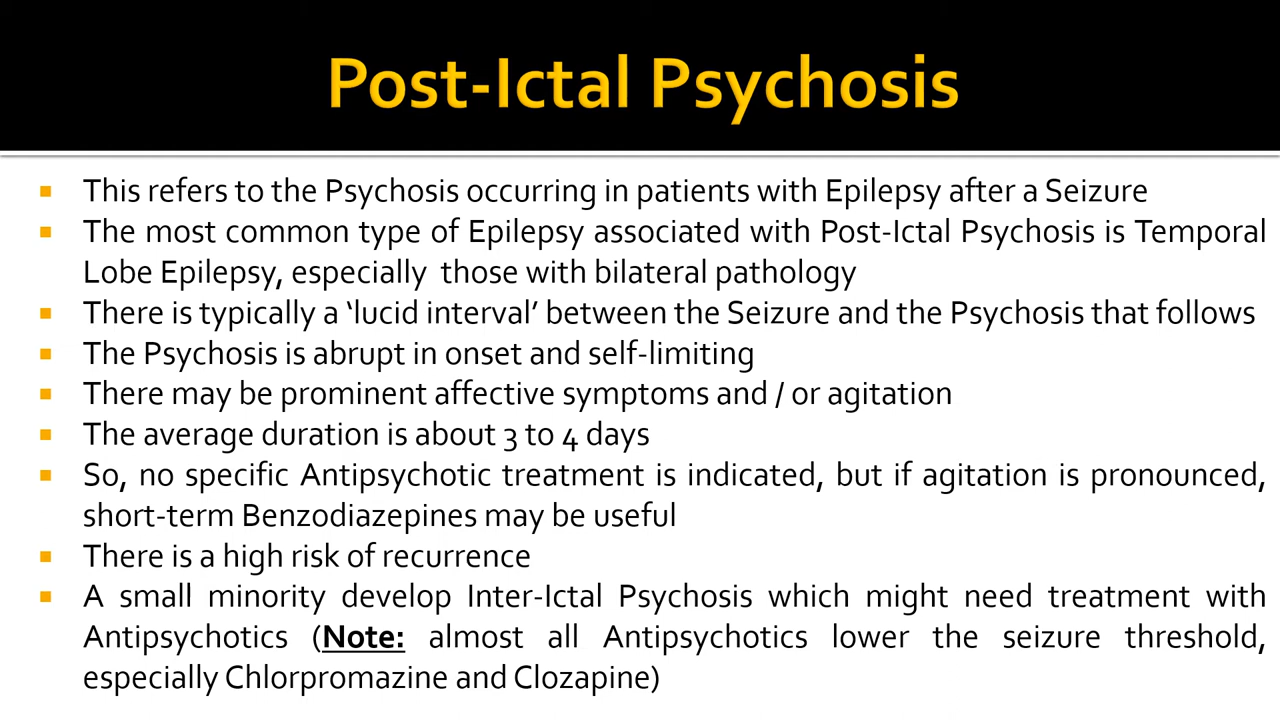 Post-Ictal Psychosis
▪ This refers to the Psychosis occurring in patients with Epilepsy after a Seizure
▪ The most common type of Epilepsy associated with Post-Ictal Psychosis is Temporal
Lobe Epilepsy, especially those with bilateral pathology
▪ There is typically a ‘lucid interval’ between the Seizure and the Psychosis that follows
▪ The Psychosis is abrupt in onset and self-limiting
▪ There may be prominent affective symptoms and / or agitation
▪ The average duration is about 3 to 4 days
▪ So, no specific Antipsychotic treatment is indicated, but if agitation is pronounced,
short-term Benzodiazepines may be useful
▪ There is a high risk of recurrence
▪ A small minority develop Inter-Ictal Psychosis which might need treatment with
Antipsychotics (Note: almost all Antipsychotics lower the seizure threshold,
especially Chlorpromazine and Clozapine)